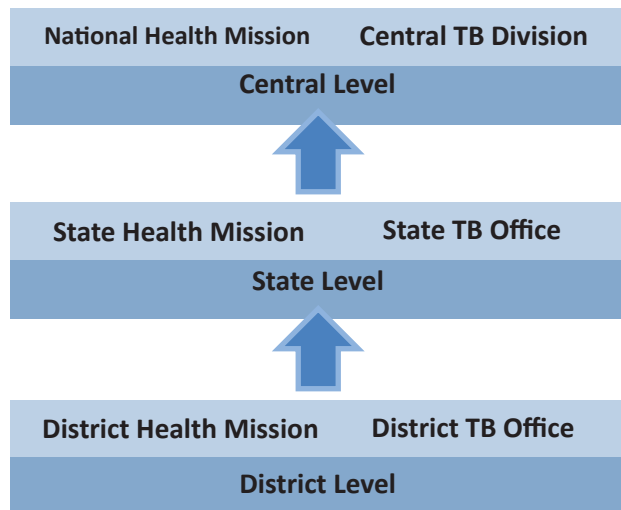 National Health Mission Central TB Division
Central Level
State Health Mission State TB Office
State Level
District Health Mission District TB Office
District Level